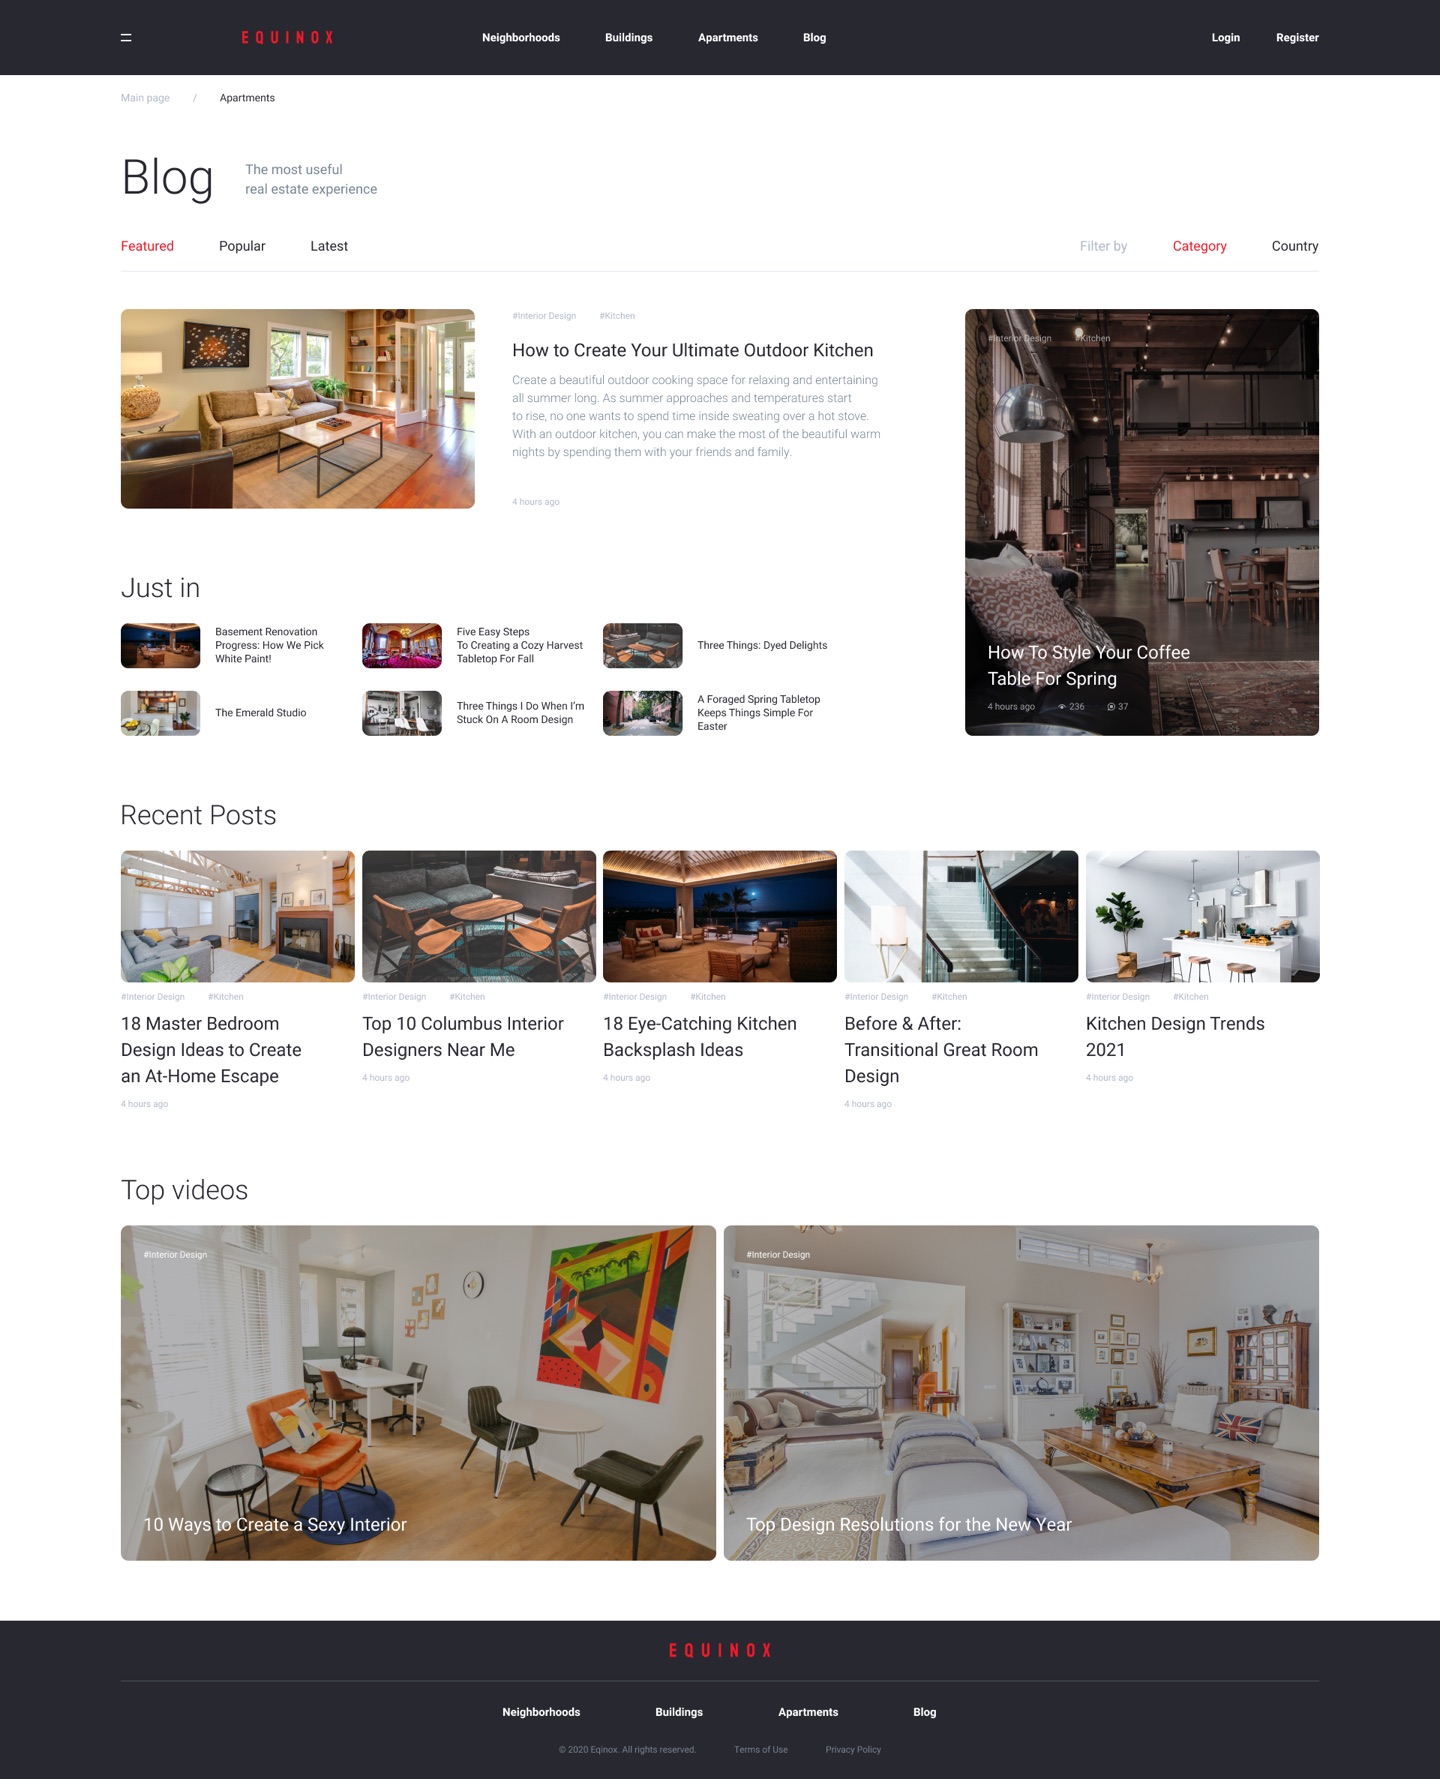 EQUINOX
Neighborhoods
Buildings
Apartments
Blog
Login
Register
Main page / Apartments
Blog
The most useful
real estate experience
Featured
Popular
Latest
Filter by
Category
Country
#Interior Design #Kitchen
How to Create Your Ultimate Outdoor Kitchen
Create a beautiful outdoor cooking space for relaxing and entertaining
all summer long. As summer approaches and temperatures start
to rise, no one wants to spend time inside sweating over a hot stove.
With an outdoor kitchen, you can make the most of the beautiful warm
nights by spending them with your friends and family.
4 hours ago
#Interior Design #Kitchen
How To Style Your Coffee
Table For Spring
4 hours ago 236 37
Just in
Basement Renovation
Progress: How We Pick
White Paint!
Five Easy Steps
To Creating a Cozy Harvest
Tabletop For Fall
Three Things: Dyed Delights
The Emerald Studio
Three Things I Do When I'm
Stuck On A Room Design
A Foraged Spring Tabletop
Keeps Things Simple For
Easter
Recent Posts
#Interior Design #Kitchen
18 Master Bedroom
Design Ideas to Create
an At-Home Escape
4 hours ago
#Interior Design #Kitchen
Top 10 Columbus Interior
Designers Near Me
4 hours ago
#Interior Design #Kitchen
18 Eye-Catching Kitchen
Backsplash Ideas
4 hours ago
#Interior Design #Kitchen
Before & After:
Transitional Great Room
Design
4 hours ago
#Interior Design #Kitchen
Kitchen Design Trends
2021
4 hours ago
Top videos
#Interior Design
10 Ways to Create a Sexy Interior
#Interior Design
Top Design Resolutions for the New Year
EQUINOX
Neighborhoods
Buildings
Apartments
Blog
© 2020 Eqinox. All rights reserved.
Terms of Use
Privacy Policy